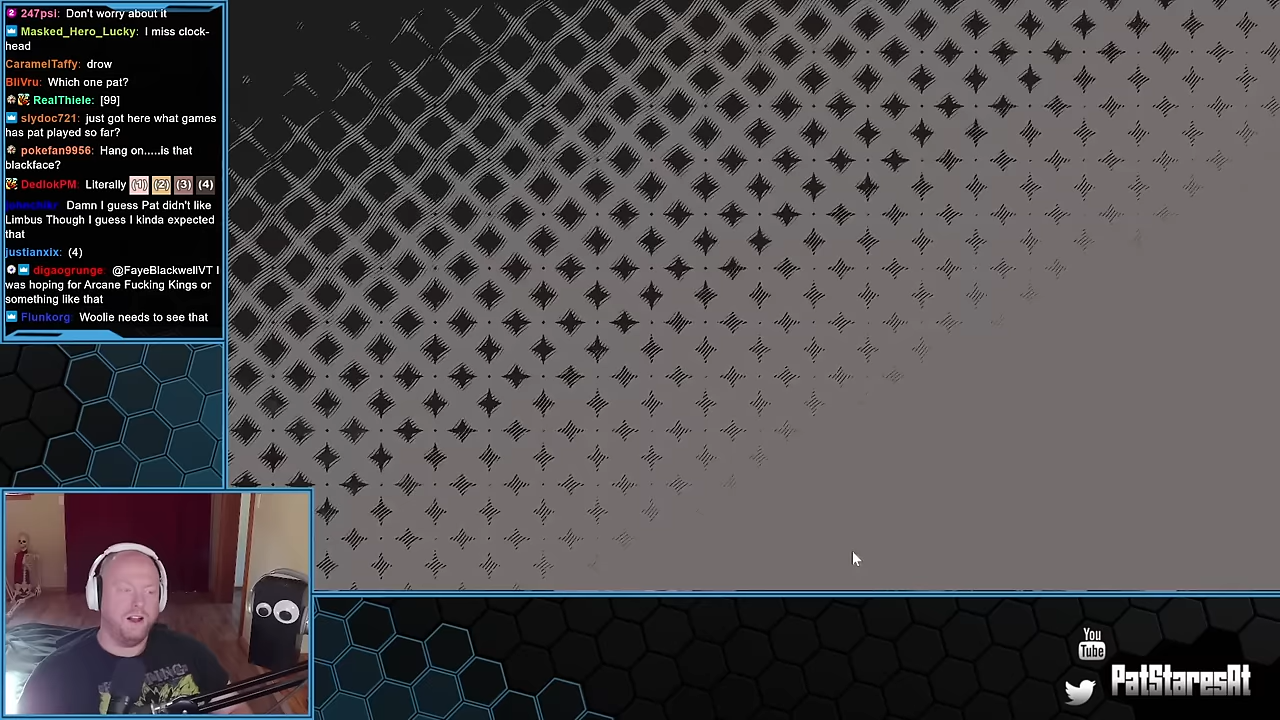 247psi: Don't worry about it
Masked_Hero_Lucky: I miss clock-
head
CaramelTaffy: drow
BliVru: Which one pat?
RealThiele: [99]
slydoc721: just got here what games
has pat played so far?
pokefan9956: Hang on.....is that
blackface?
DedlokPM: Literally (1) (2) (3) (4)
Damn I guess Pat didn't like
Limbus Though I guess I kinda expected
that
justianxix: (4)
digaogrunge: @FayeBlackwellVT I
was hoping for Arcane Fucking Kings or
something like that
Flunkorg: Woolie needs to see that
You
Tube
PatStaresAt